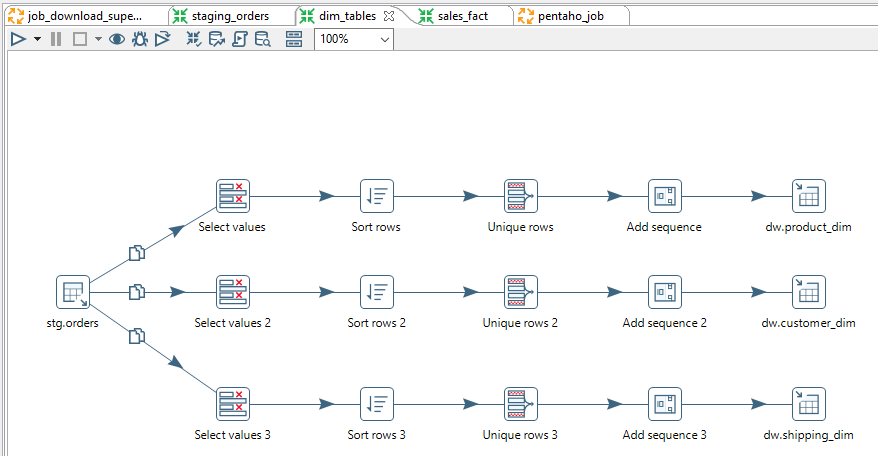 job_download_supe... staging_orders dim_tables sales_fact pentaho_job
100%
Select values Sort rows Unique rows Add sequence dw.product_dim
stg.orders Select values 2 Sort rows 2 Unique rows 2 Add sequence 2 dw.customer_dim
Select values 3 Sort rows 3 Unique rows 3 Add sequence 3 dw.shipping_dim